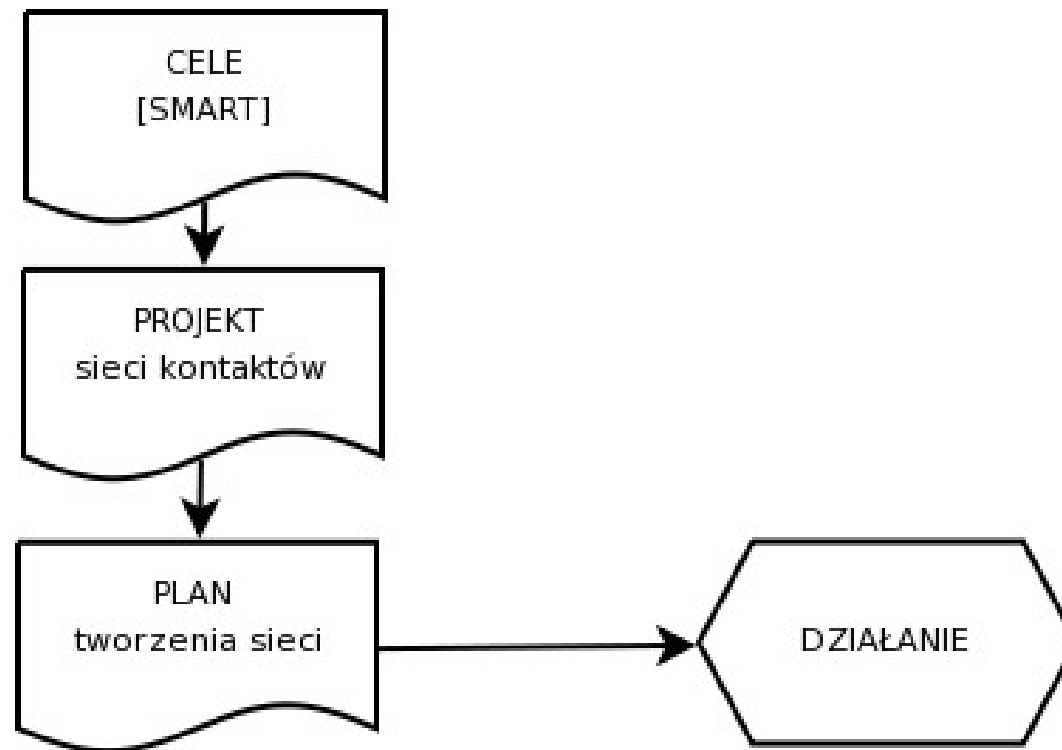 CELE
[SMART]
PROJEKT
sieci kontaktów
PLAN
tworzenia sieci
DZIAŁANIE